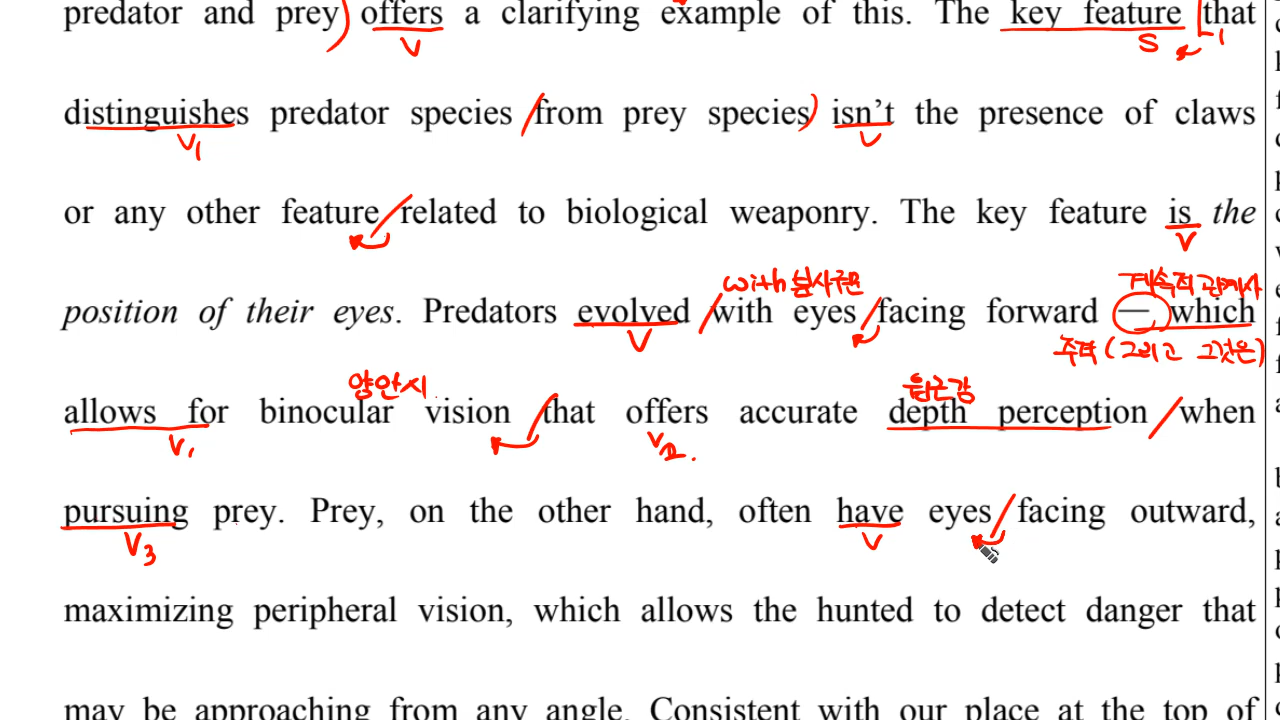 predator and prey) offers a clarifying example of this. The key feature that
V
S
distinguishes predator species from prey species) isn't the presence of claws
V1
V
or any other feature related to biological weaponry. The key feature is the
V
with 분사구문
계속적 관계사
position of their eyes. Predators evolved with eyes facing forward — which
V
주격 (그리고 그것은)
양안시
원근감
allows for binocular vision that offers accurate depth perception when
V1
V2.
pursuing prey. Prey, on the other hand, often have eyes facing outward,
V3
V
maximizing peripheral vision, which allows the hunted to detect danger that
may be approaching from any angle. Consistent with our place at the top of